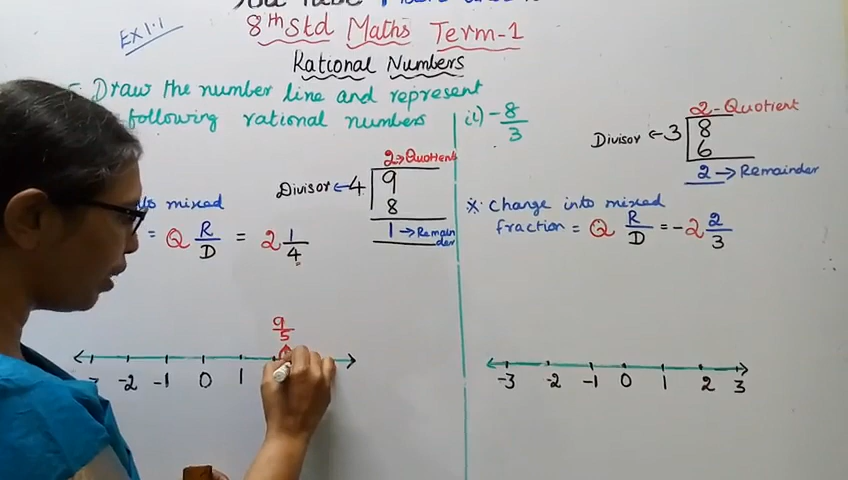 8th Std Maths Term-1
EX 1.1
Rational Numbers
Draw the number line and represent
following rational numbers
ii) -8/3
2→Quotient
Divisor ←4 9
8
1 →Remainder
mixed
= Q R/D = 2 1/4
9/5
-2 -1 0 1
2-Quotient
Divisor ←3 8
6
2 →Remainder
※ Change into mixed
fraction = Q R/D = -2 2/3
-3 -2 -1 0 1 2 3